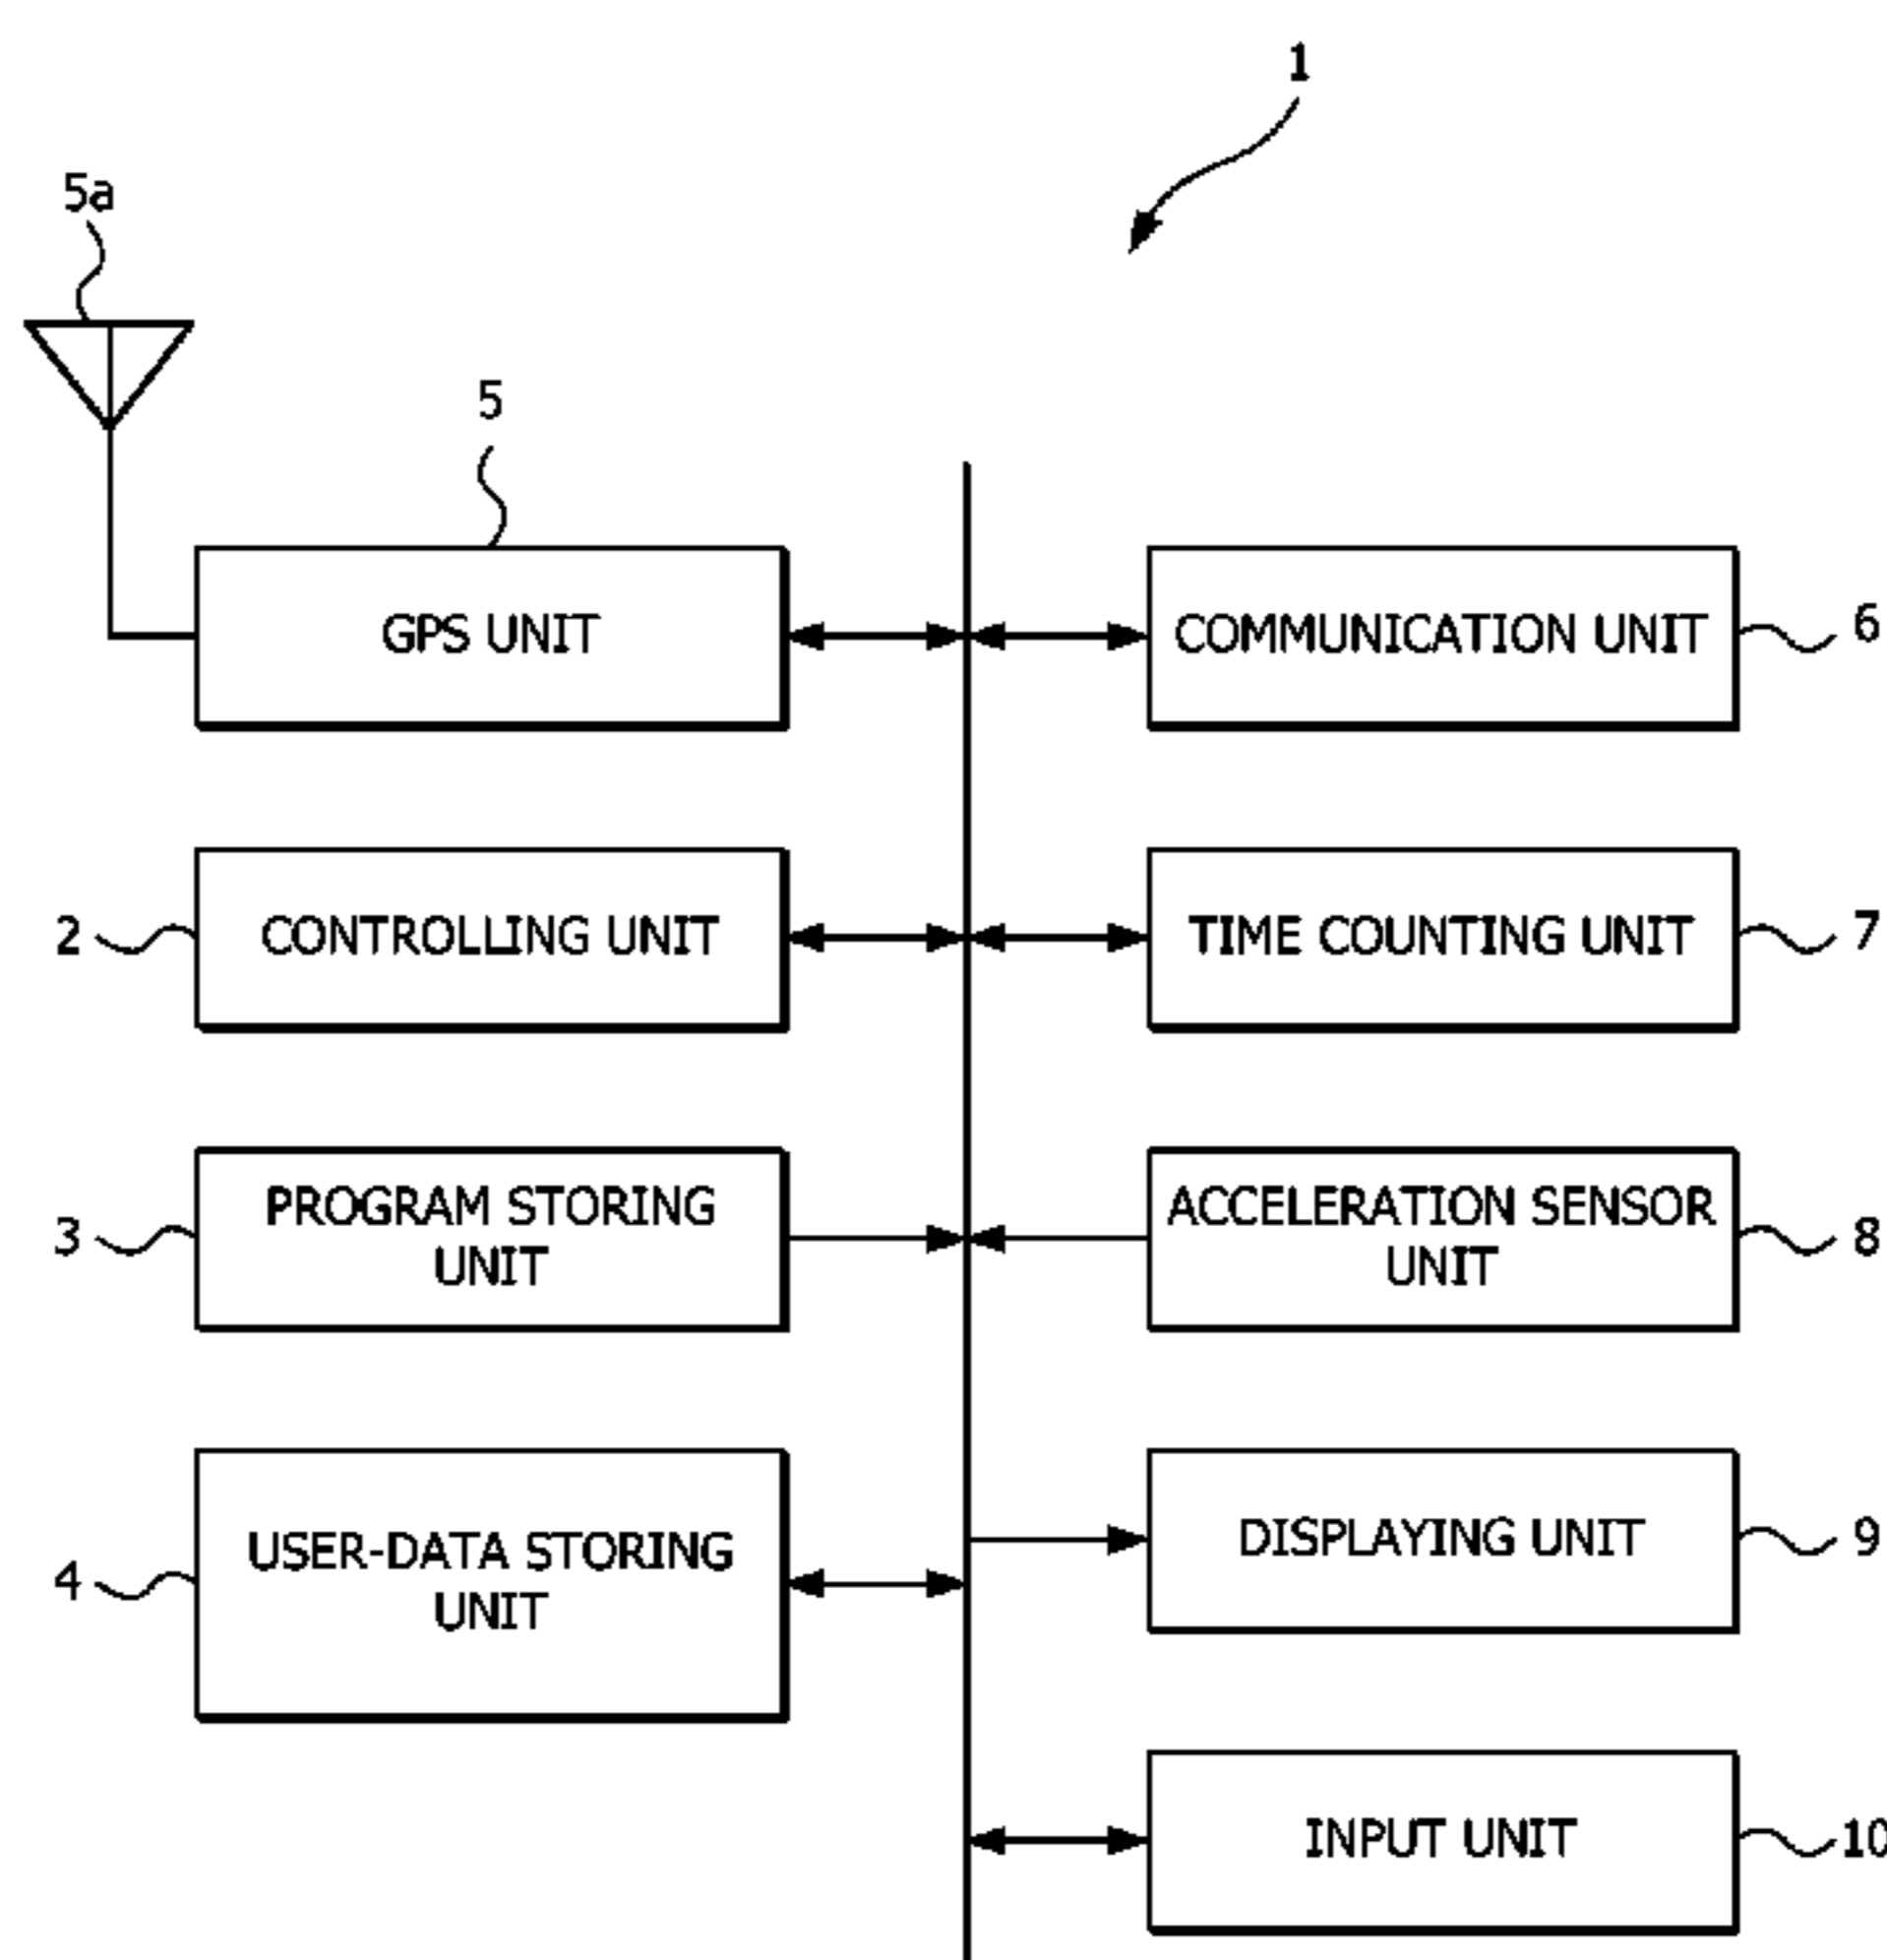 1
5a
5
GPS UNIT
COMMUNICATION UNIT
6
2
CONTROLLING UNIT
TIME COUNTING UNIT
7
3
PROGRAM STORING
UNIT
ACCELERATION SENSOR
UNIT
8
4
USER-DATA STORING
UNIT
DISPLAYING UNIT
9
INPUT UNIT
10